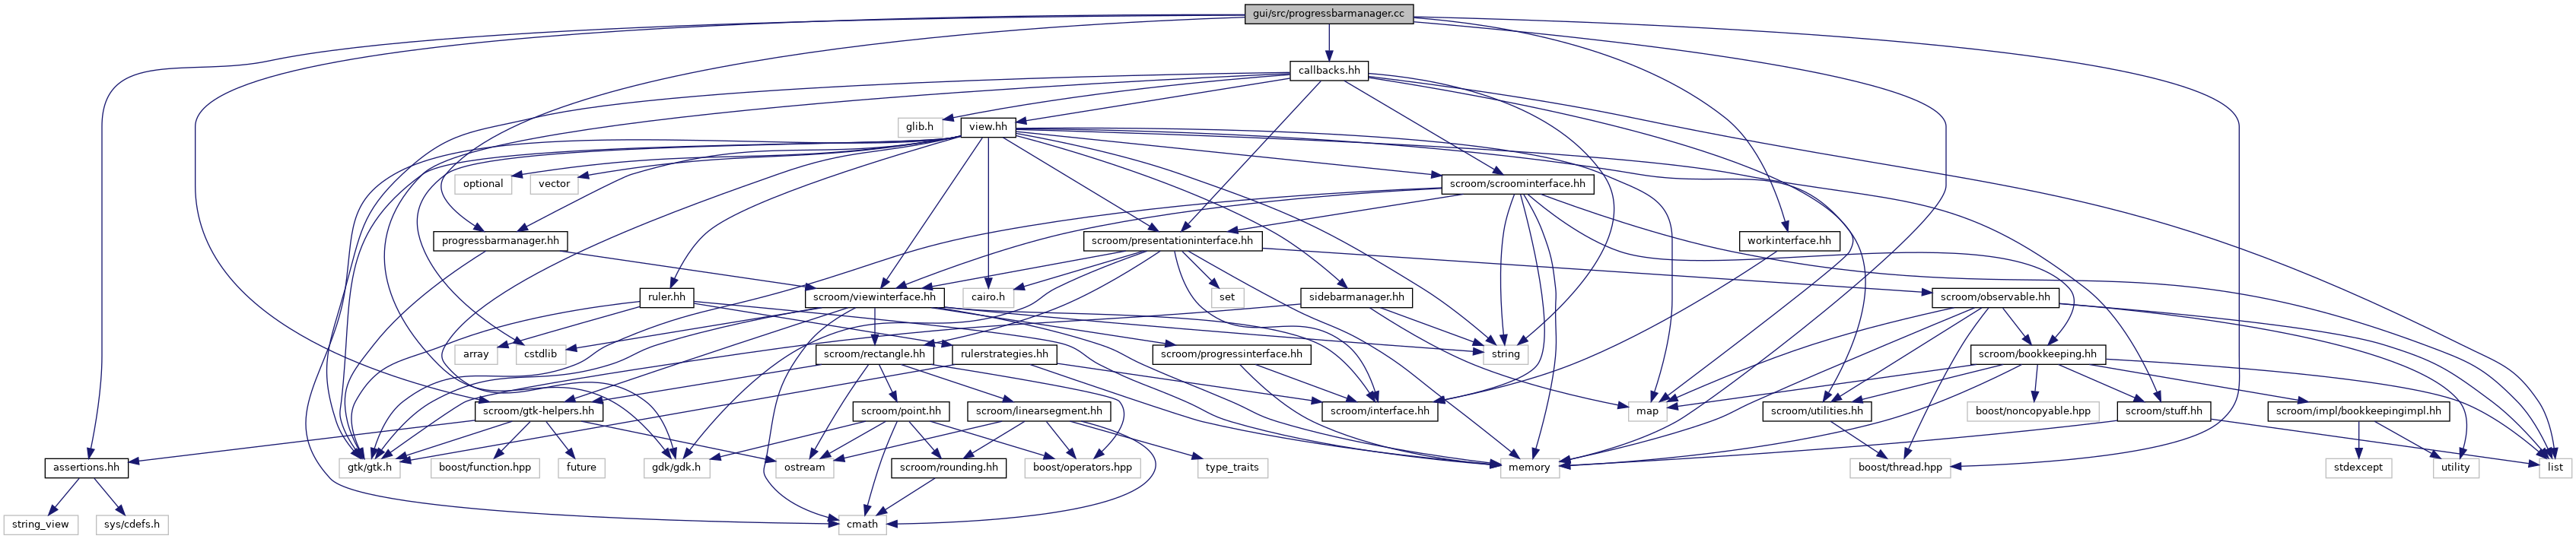 gui/src/progressbarmanager.cc
callbacks.hh
glib.h
view.hh
optional
vector
scroom/scroominterface.hh
progressbarmanager.hh
scroom/presentationinterface.hh
workinterface.hh
ruler.hh
scroom/viewinterface.hh
cairo.h
set
sidebarmanager.hh
scroom/observable.hh
array
cstdlib
scroom/rectangle.hh
rulerstrategies.hh
scroom/progressinterface.hh
string
scroom/bookkeeping.hh
scroom/gtk-helpers.hh
scroom/point.hh
scroom/linearsegment.hh
scroom/interface.hh
map
scroom/utilities.hh
boost/noncopyable.hpp
scroom/stuff.hh
scroom/impl/bookkeepingimpl.hh
assertions.hh
gtk/gtk.h
boost/function.hpp
future
gdk/gdk.h
ostream
scroom/rounding.hh
boost/operators.hpp
type_traits
memory
boost/thread.hpp
stdexcept
utility
list
string_view
sys/cdefs.h
cmath